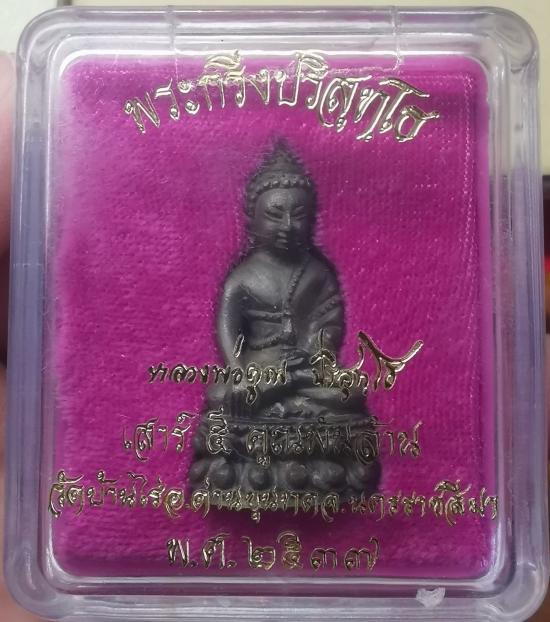 พระกริ่งปริสุทฺโธ
หลวงพ่อคูณ ปริสุทฺโธ
เสาร์ ๕ คูณพันล้าน
วัดบ้านไร่ อ.ด่านขุนทด จ.นครราชสีมา
พ.ศ. ๒๕๓๗